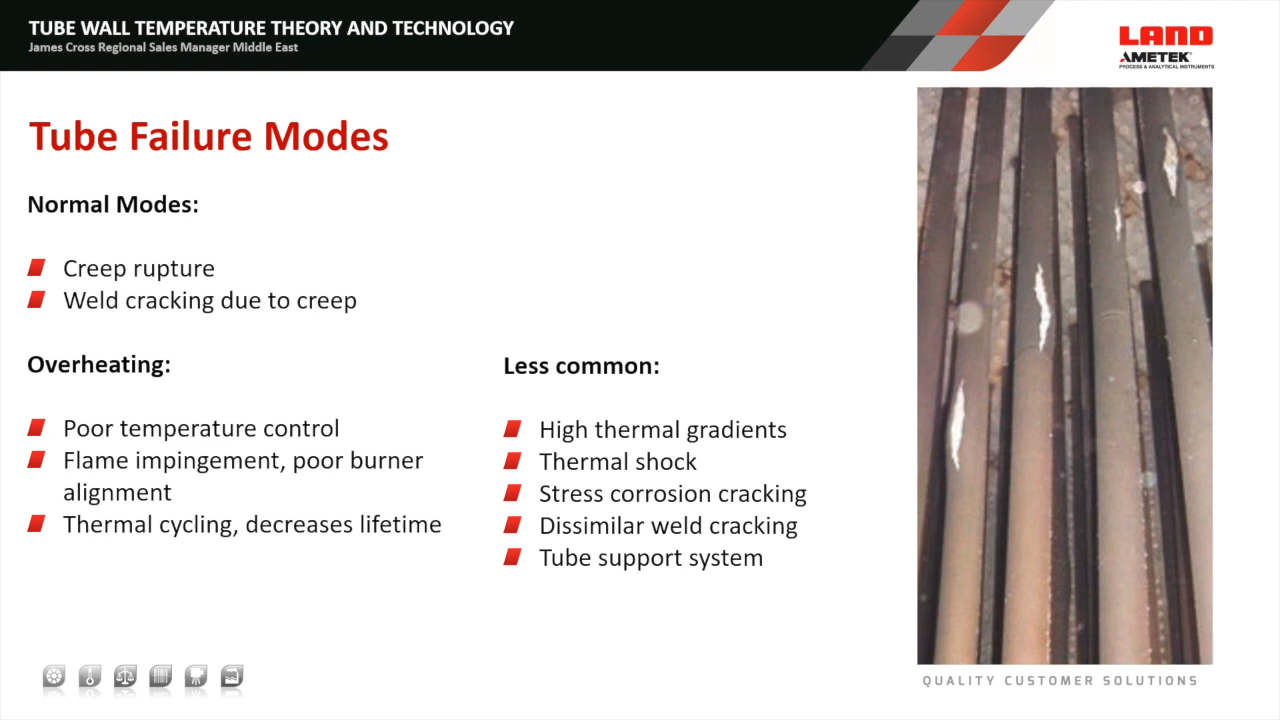 TUBE WALL TEMPERATURE THEORY AND TECHNOLOGY
James Cross Regional Sales Manager Middle East
LAND
AMETEK®
PROCESS & ANALYTICAL INSTRUMENTS
Tube Failure Modes
Normal Modes:
Creep rupture
Weld cracking due to creep
Overheating:
Poor temperature control
Flame impingement, poor burner
alignment
Thermal cycling, decreases lifetime
Less common:
High thermal gradients
Thermal shock
Stress corrosion cracking
Dissimilar weld cracking
Tube support system
QUALITY CUSTOMER SOLUTIONS